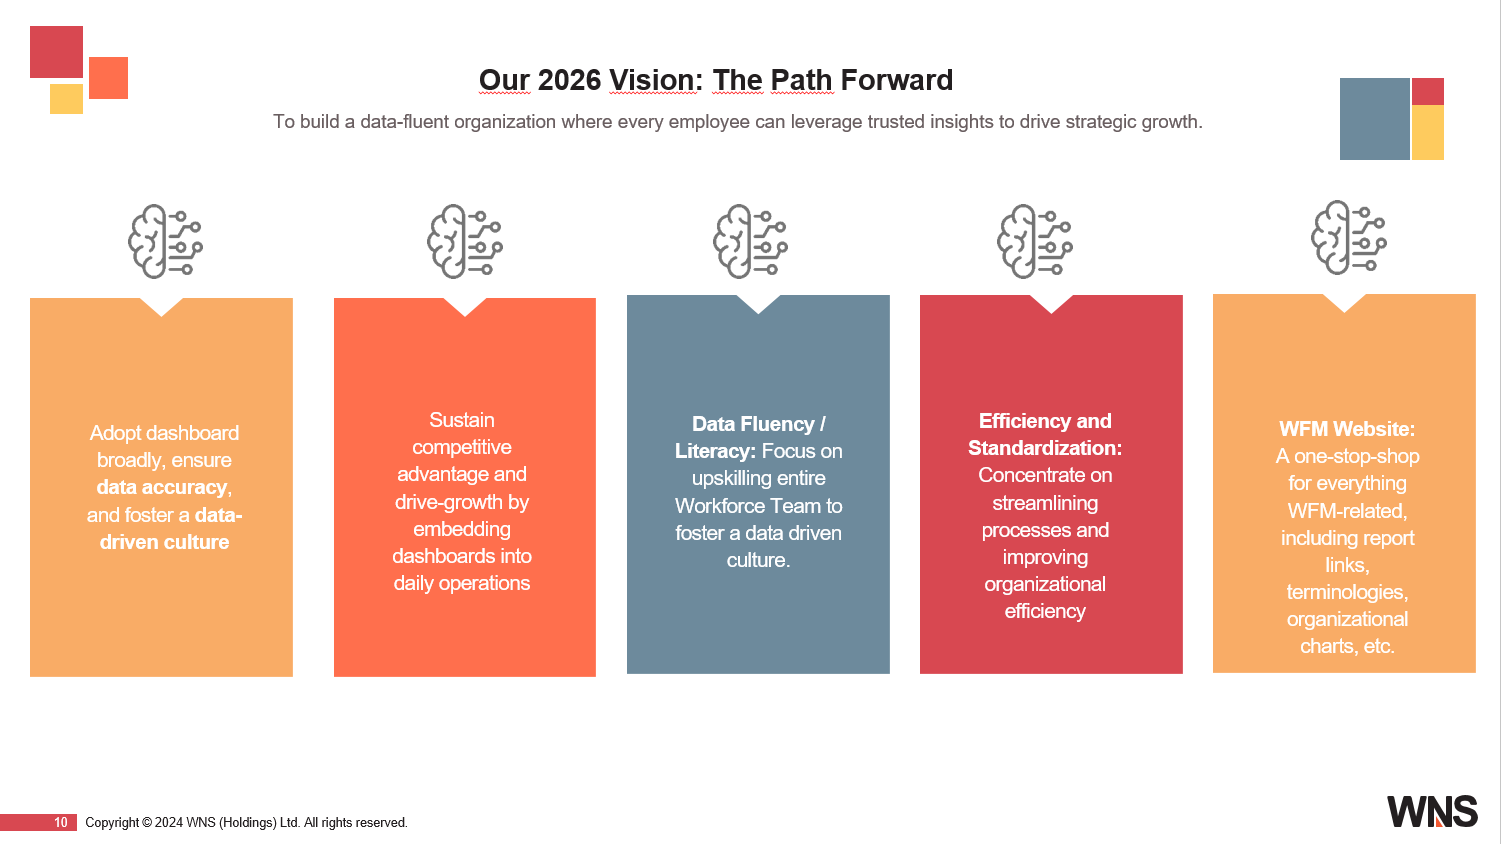 Our 2026 Vision: The Path Forward
To build a data-fluent organization where every employee can leverage trusted insights to drive strategic growth.
Adopt dashboard
broadly, ensure
data accuracy,
and foster a data-
driven culture
Sustain
competitive
advantage and
drive-growth by
embedding
dashboards into
daily operations
Data Fluency /
Literacy: Focus on
upskilling entire
Workforce Team to
foster a data driven
culture.
Efficiency and
Standardization:
Concentrate on
streamlining
processes and
improving
organizational
efficiency
WFM Website:
A one-stop-shop
for everything
WFM-related,
including report
links,
terminologies,
organizational
charts, etc.
10 Copyright © 2024 WNS (Holdings) Ltd. All rights reserved.
WNS